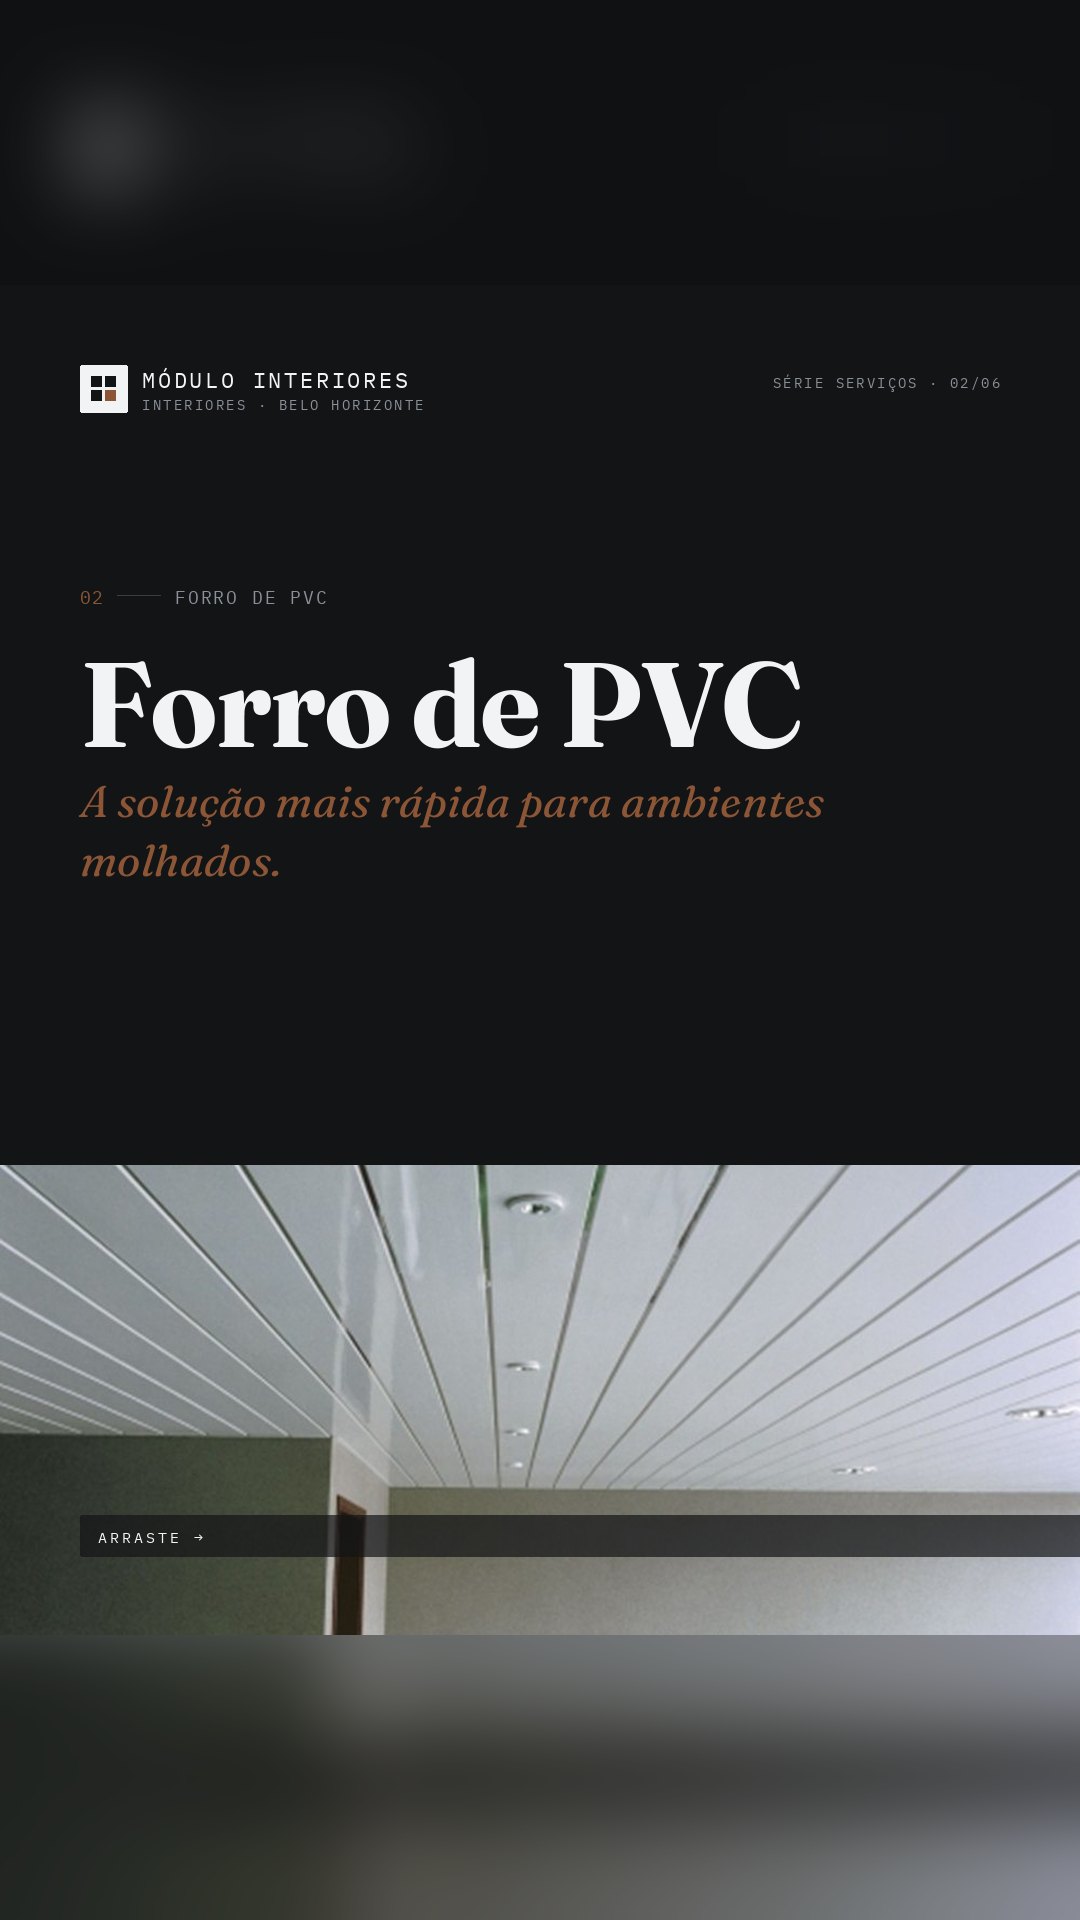 MÓDULO INTERIORES
INTERIORES · BELO HORIZONTE
SÉRIE SERVIÇOS · 02/06
02 FORRO DE PVC
Forro de PVC
A solução mais rápida para ambientes
molhados.
ARRASTE →